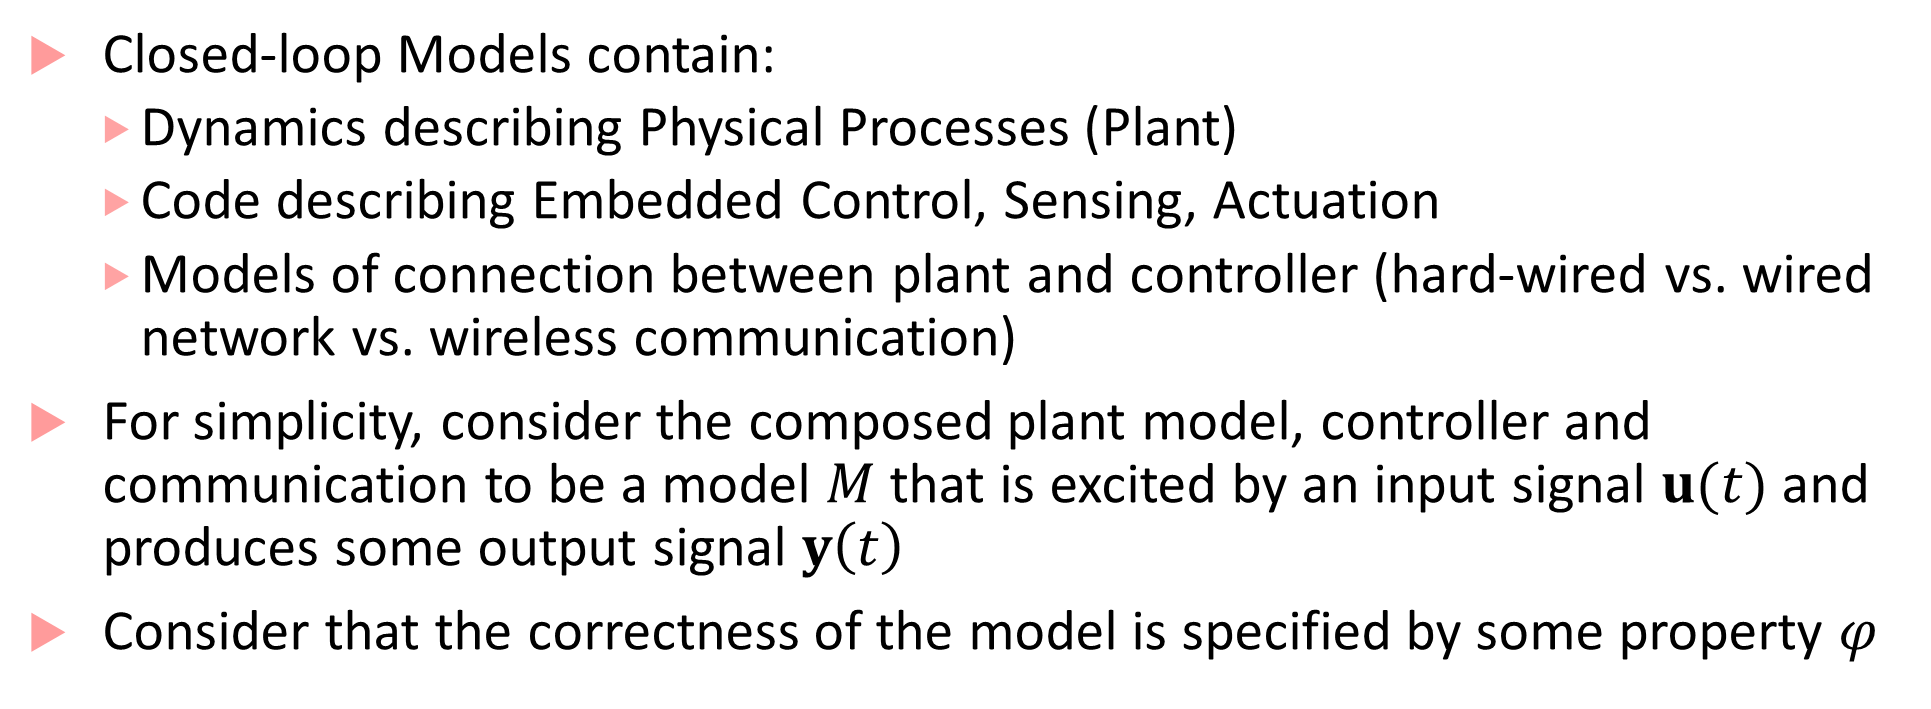 Closed-loop Models contain:
Dynamics describing Physical Processes (Plant)
Code describing Embedded Control, Sensing, Actuation
Models of connection between plant and controller (hard-wired vs. wired
network vs. wireless communication)
For simplicity, consider the composed plant model, controller and
communication to be a model 𝑀 that is excited by an input signal 𝐮(𝑡) and
produces some output signal 𝐲(𝑡)
Consider that the correctness of the model is specified by some property 𝜑